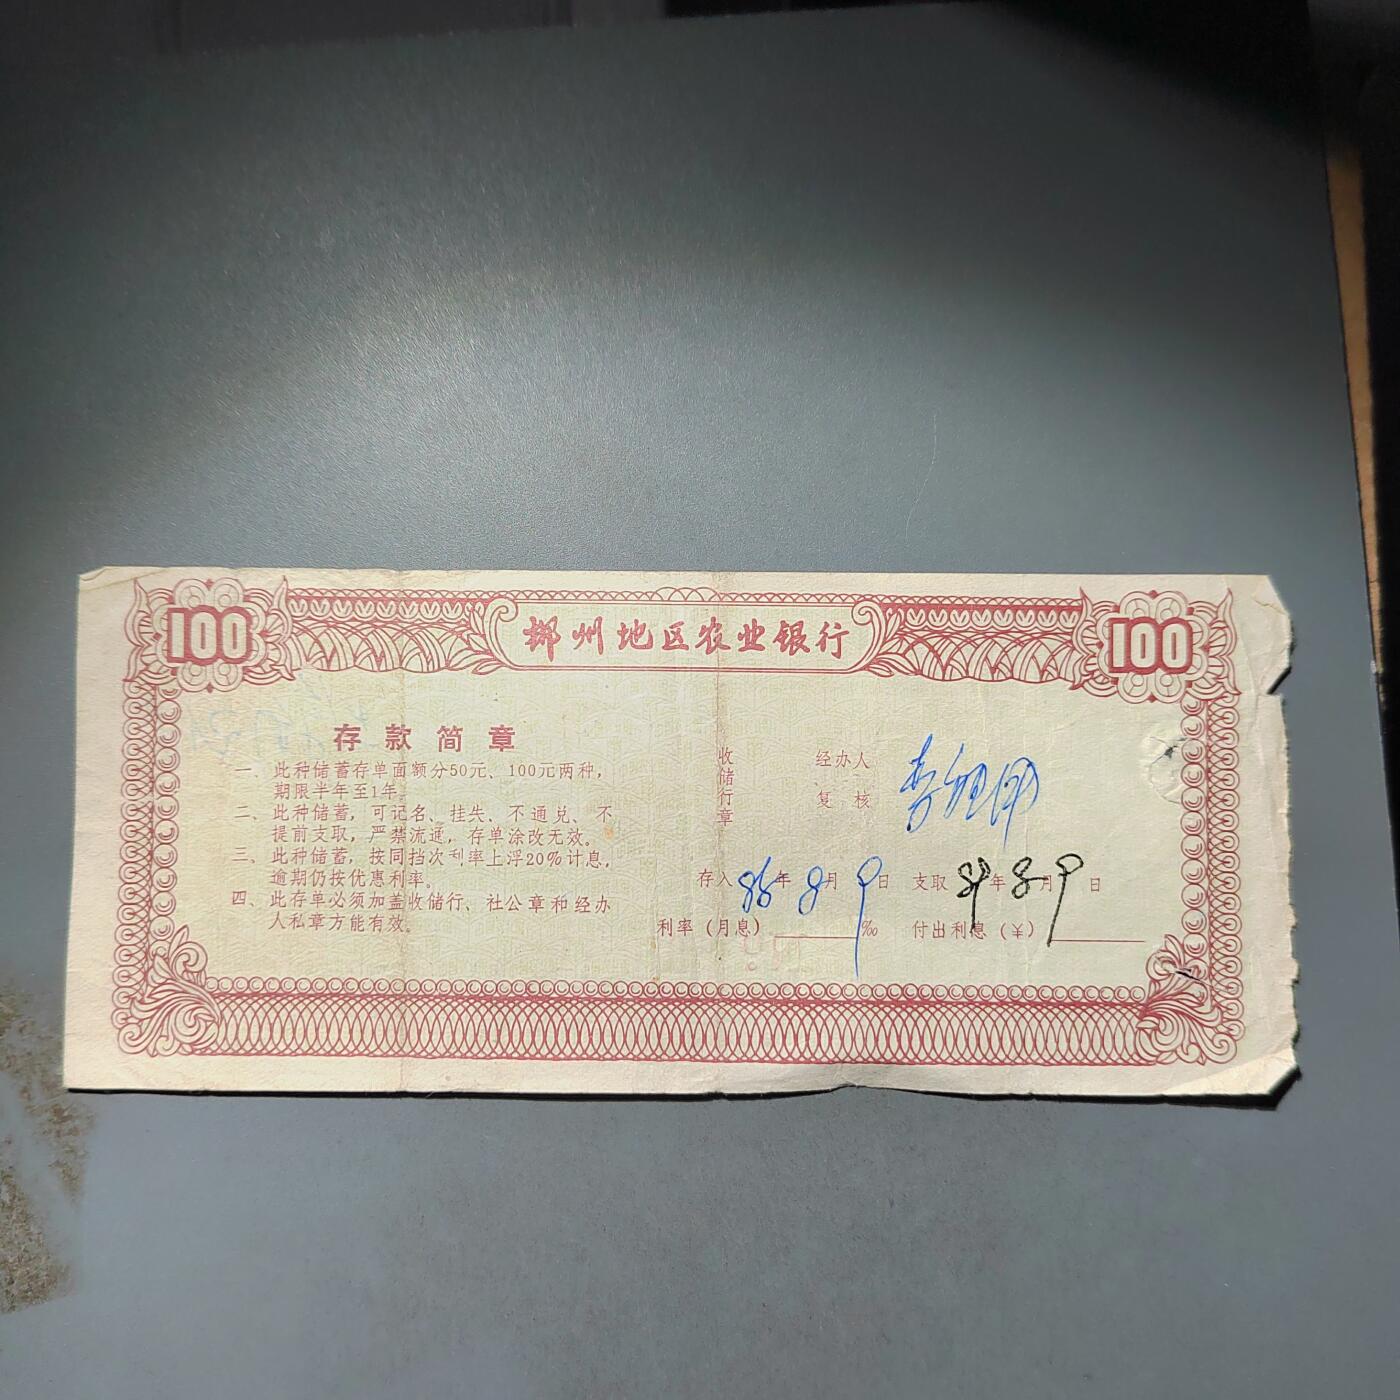 100
郴州地区农业银行
100
存款简章
一、此种储蓄存单面额分50元、100元两种，
期限半年至1年。
二、此种储蓄，可记名、挂失、不通兑、不
提前支取，严禁流通，存单涂改无效。
三、此种储蓄，按同挡次利率上浮20%计息，
逾期仍按优惠利率。
四、此存单必须加盖收储行、社公章和经办
人私章方能有效。
收储行章
经办人
复核
存入 年 8月 9日 支取 年 8月 9日
利率（月息）‰ 付出利息（¥）